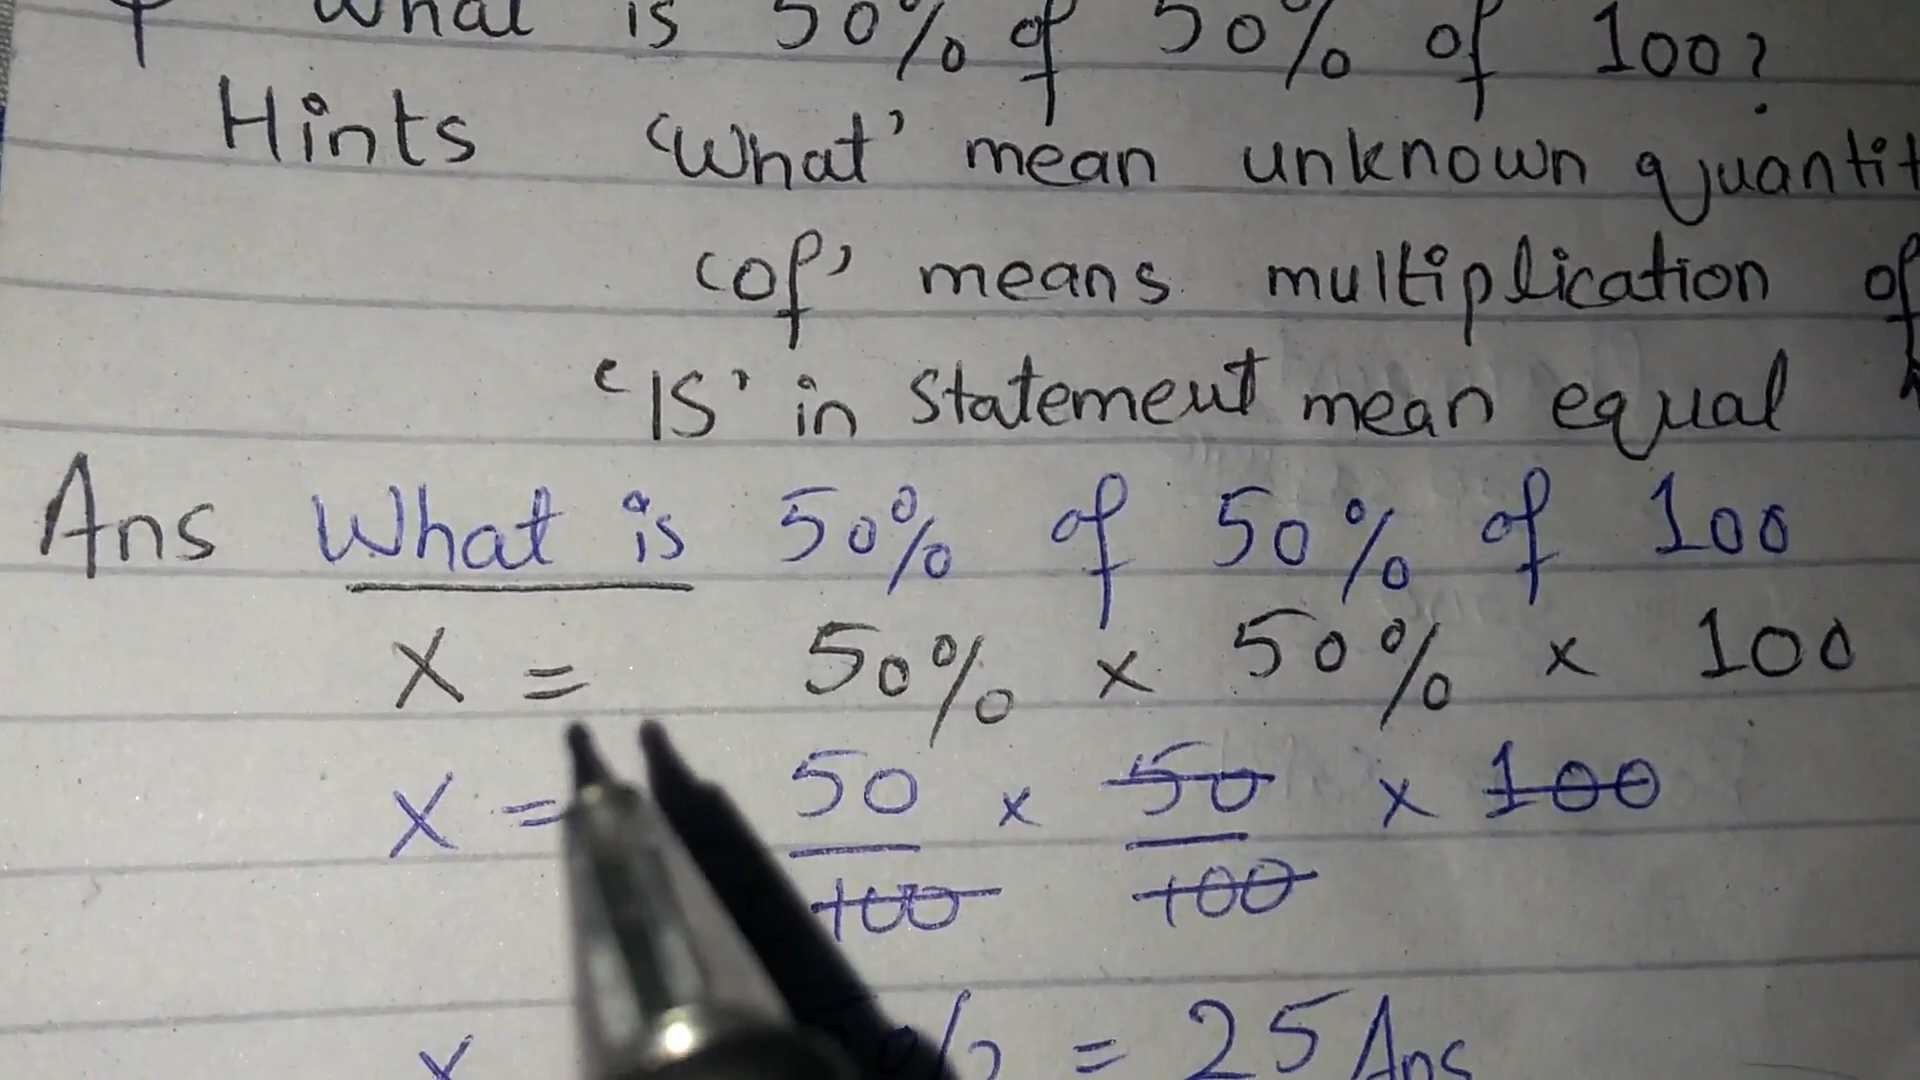 What is 50% of 50% of 100?
Hints 'What' mean unknown quantit
'of' means multiplication of
'IS' in statement mean equal
Ans What is 50% of 50% of 100
x = 50% x 50% x 100
x = 50/100 x 50/100 x 100
x = 25 Ans